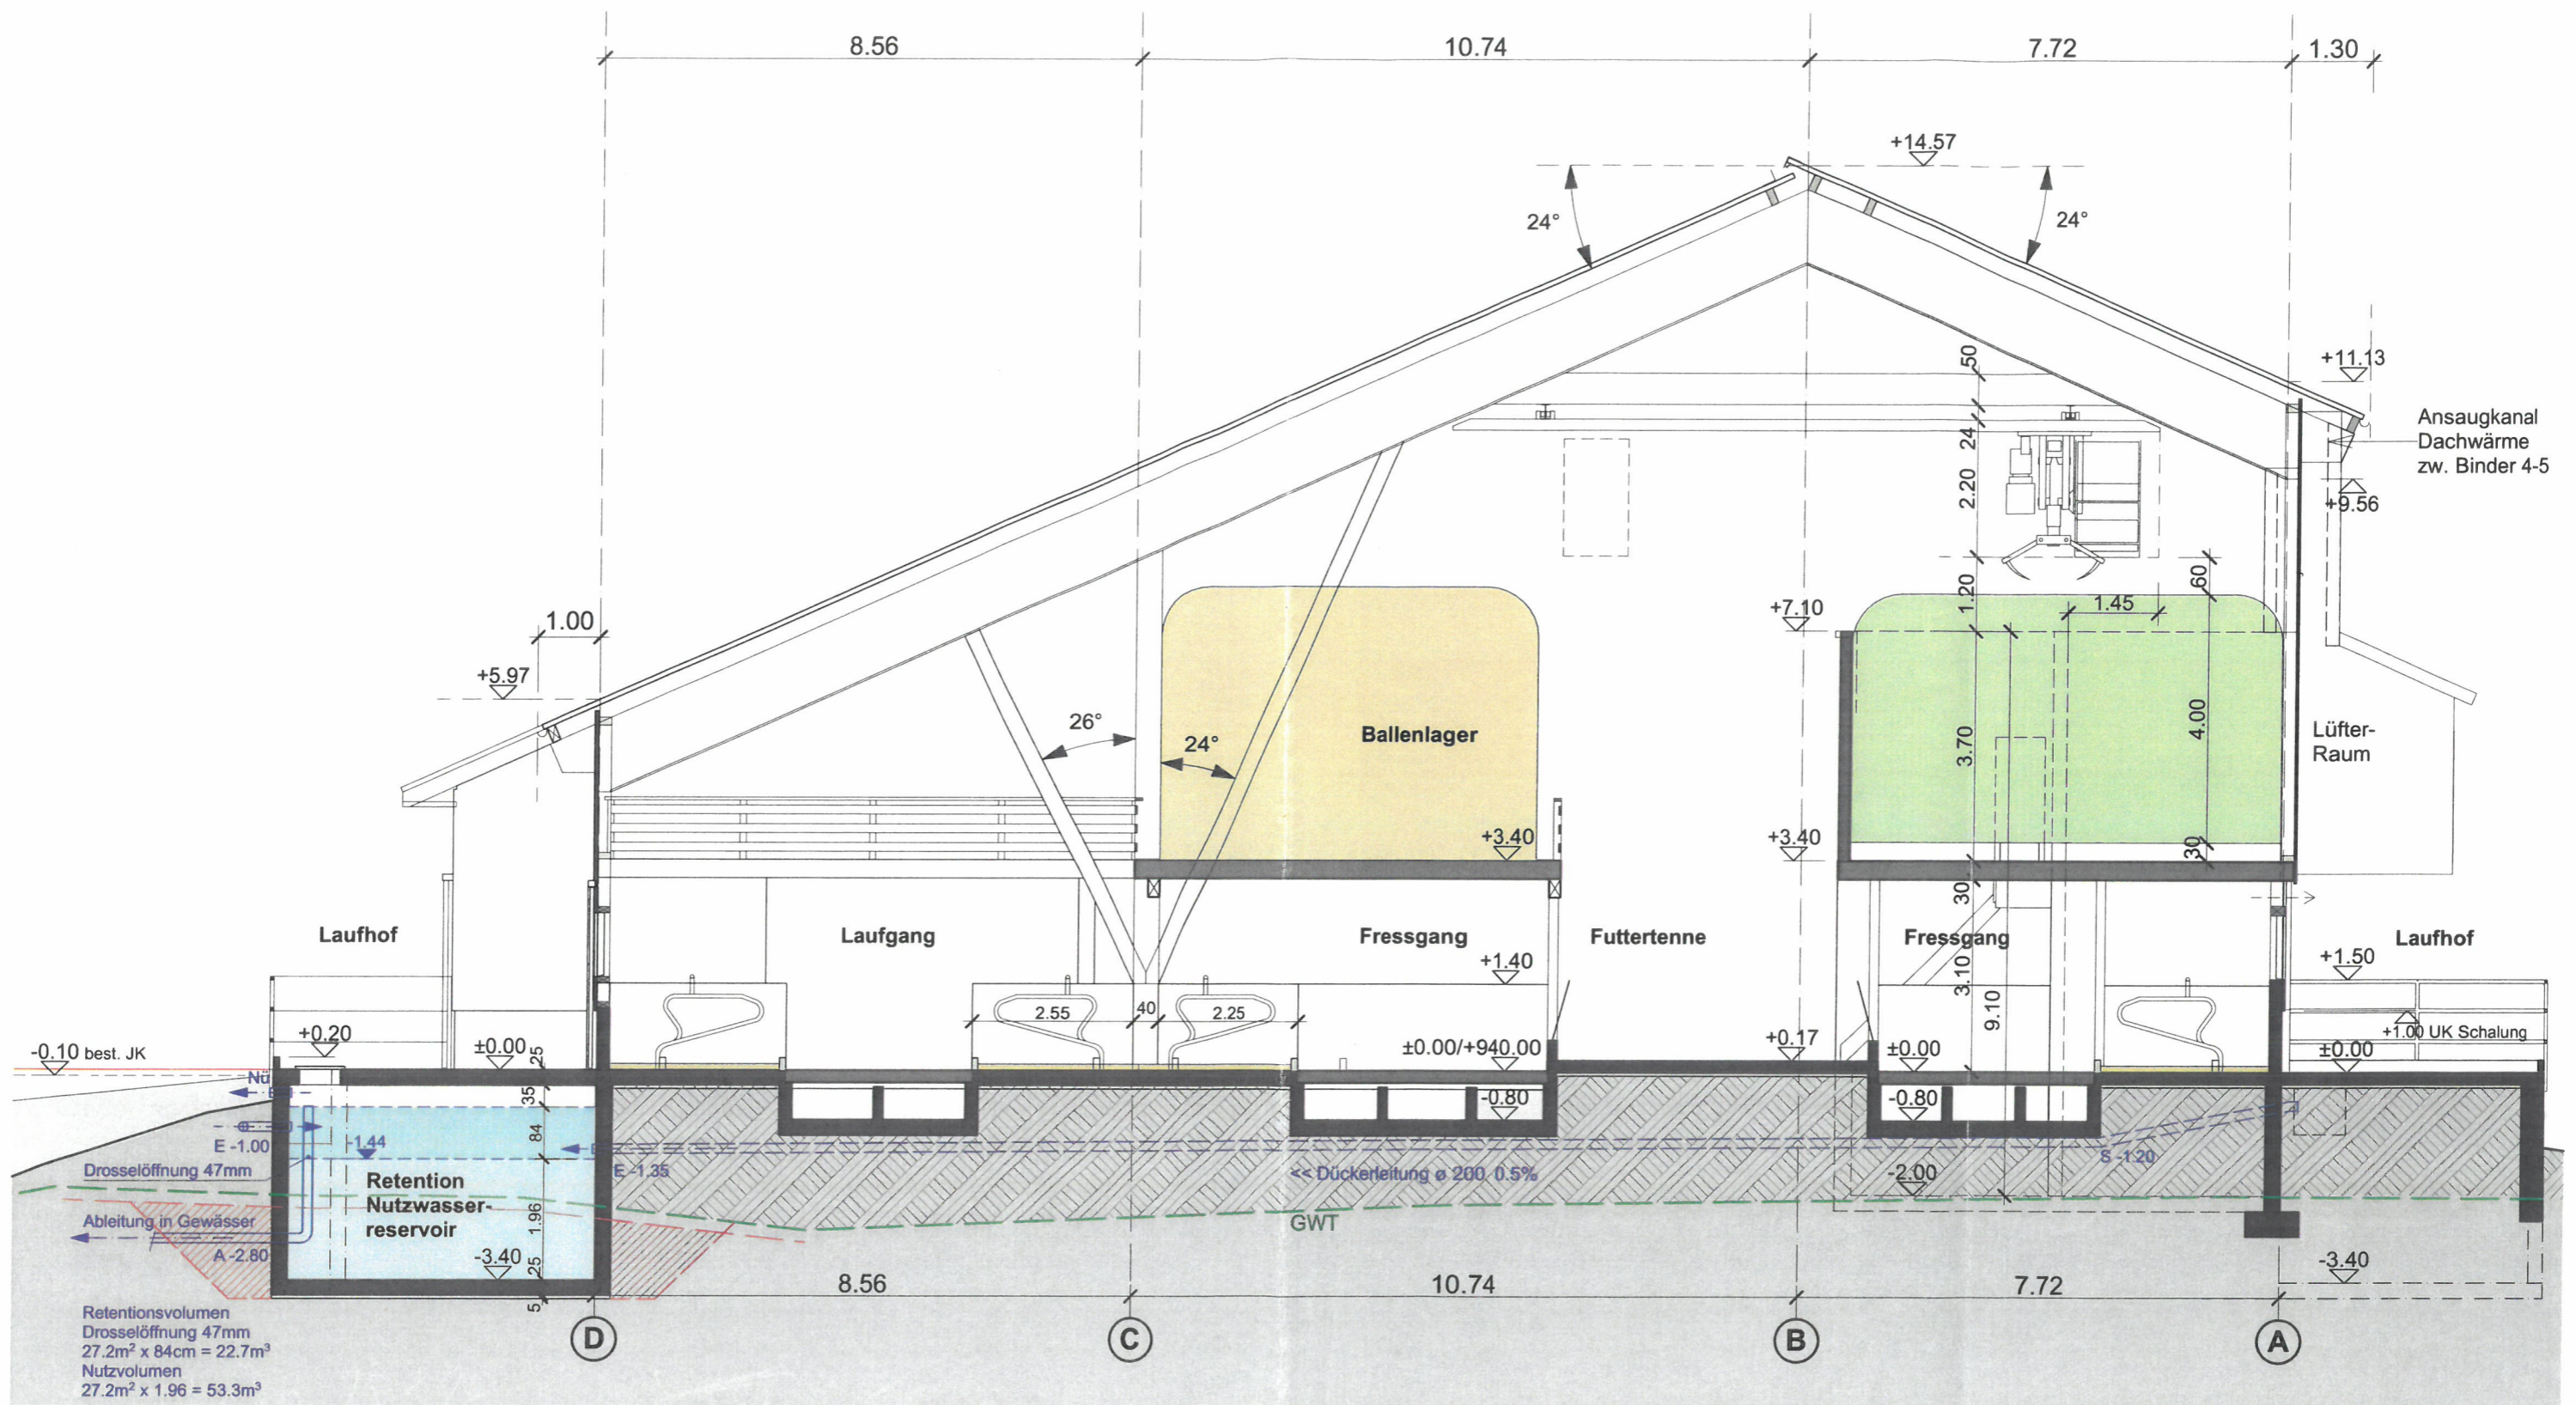 8.56
10.74
7.72
1.30
+14.57
24°
24°
+11.13
50
Ansaugkanal
Dachwärme
zw. Binder 4-5
24
2.20
+9.56
1.20
60
1.45
+7.10
1.00
+5.97
26°
24°
Ballenlager
3.70
4.00
Lüfter-
Raum
+3.40
+3.40
30
30
Laufhof
Laufgang
Fressgang
Futtertenne
Fressgang
Laufhof
+1.40
+1.50
3.10
9.10
2.55
40
2.25
+1.00 UK Schalung
+0.20
±0.00
25
±0.00/+940.00
+0.17
±0.00
±0.00
-0.10 best. JK
Nü
35
-0.80
-0.80
84
E -1.00
-1.44
Drosselöffnung 47mm
E -1.35
<< Dückerleitung ø 200, 0.5%
S -1.20
-2.00
Retention
Nutzwasser-
reservoir
1.96
Ableitung in Gewässer
A -2.80
GWT
-3.40
25
-3.40
5
8.56
10.74
7.72
Retentionsvolumen
Drosselöffnung 47mm
27.2m² x 84cm = 22.7m³
Nutzvolumen
27.2m² x 1.96 = 53.3m³
D
C
B
A